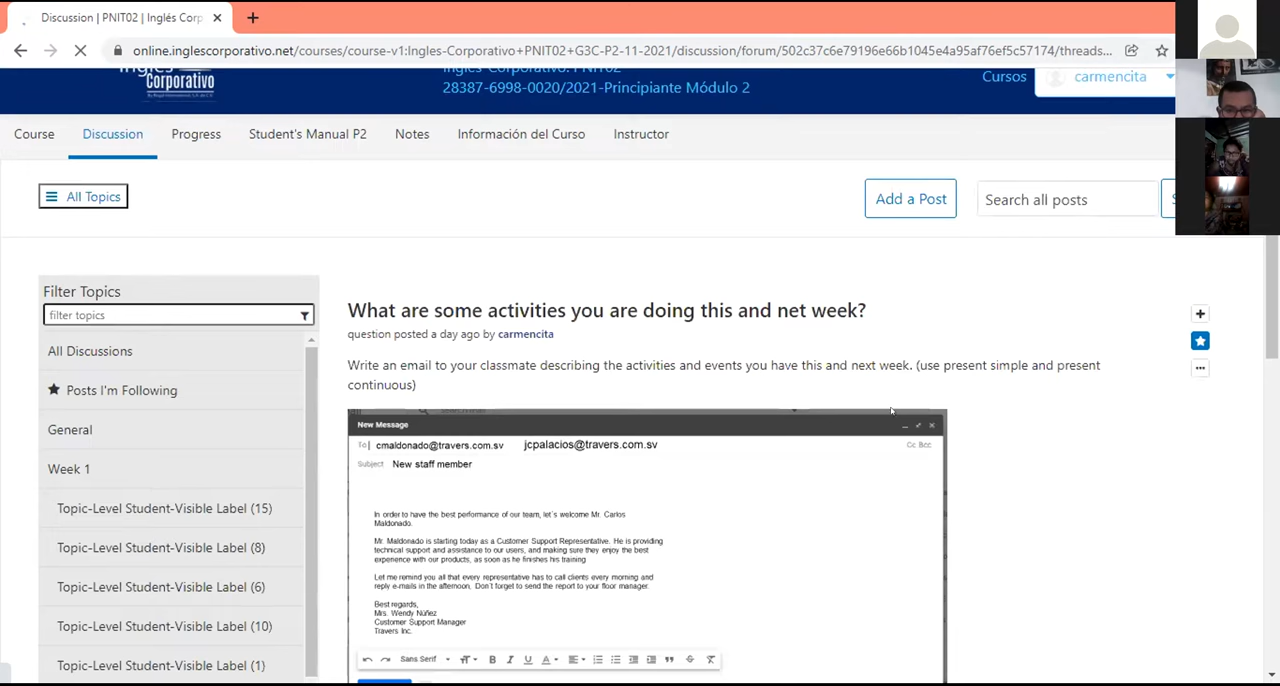 Discussion | PNIT02 | Inglés Corp
online.inglescorporativo.net/courses/course-v1:Ingles-Corporativo+PNIT02+G3C-P2-11-2021/discussion/forum/502c37c6e79196e66b1045e4a95af76ef5c57174/threads...
Inglés Corporativo: PNIT02
Inglés
Corporativo
28387-6998-0020/2021-Principiante Módulo 2
Cursos
carmencita
Course
Discussion
Progress
Student's Manual P2
Notes
Información del Curso
Instructor
All Topics
Add a Post
Search all posts
S
Filter Topics
filter topics
All Discussions
Posts I'm Following
General
Week 1
Topic-Level Student-Visible Label (15)
Topic-Level Student-Visible Label (8)
Topic-Level Student-Visible Label (6)
Topic-Level Student-Visible Label (10)
Topic-Level Student-Visible Label (1)
What are some activities you are doing this and net week?
question posted a day ago by carmencita
Write an email to your classmate describing the activities and events you have this and next week. (use present simple and present
continuous)
New Message
To| cmaldonado@travers.com.sv jcpalacios@travers.com.sv Cc Bcc
Subject New staff member
In order to have the best performance of our team, let´s welcome Mr. Carlos
Maldonado.
Mr. Maldonado is starting today as a Customer Support Representative. He is providing
technical support and assistance to our users, and making sure they enjoy the best
experience with our products, as soon as he finishes his training
Let me remind you all that every representative has to call clients every morning and
reply e-mails in the afternoon. Don´t forget to send the report to your floor manager.
Best regards,
Mrs. Wendy Núñez
Customer Support Manager
Travers Inc.
Sans Serif